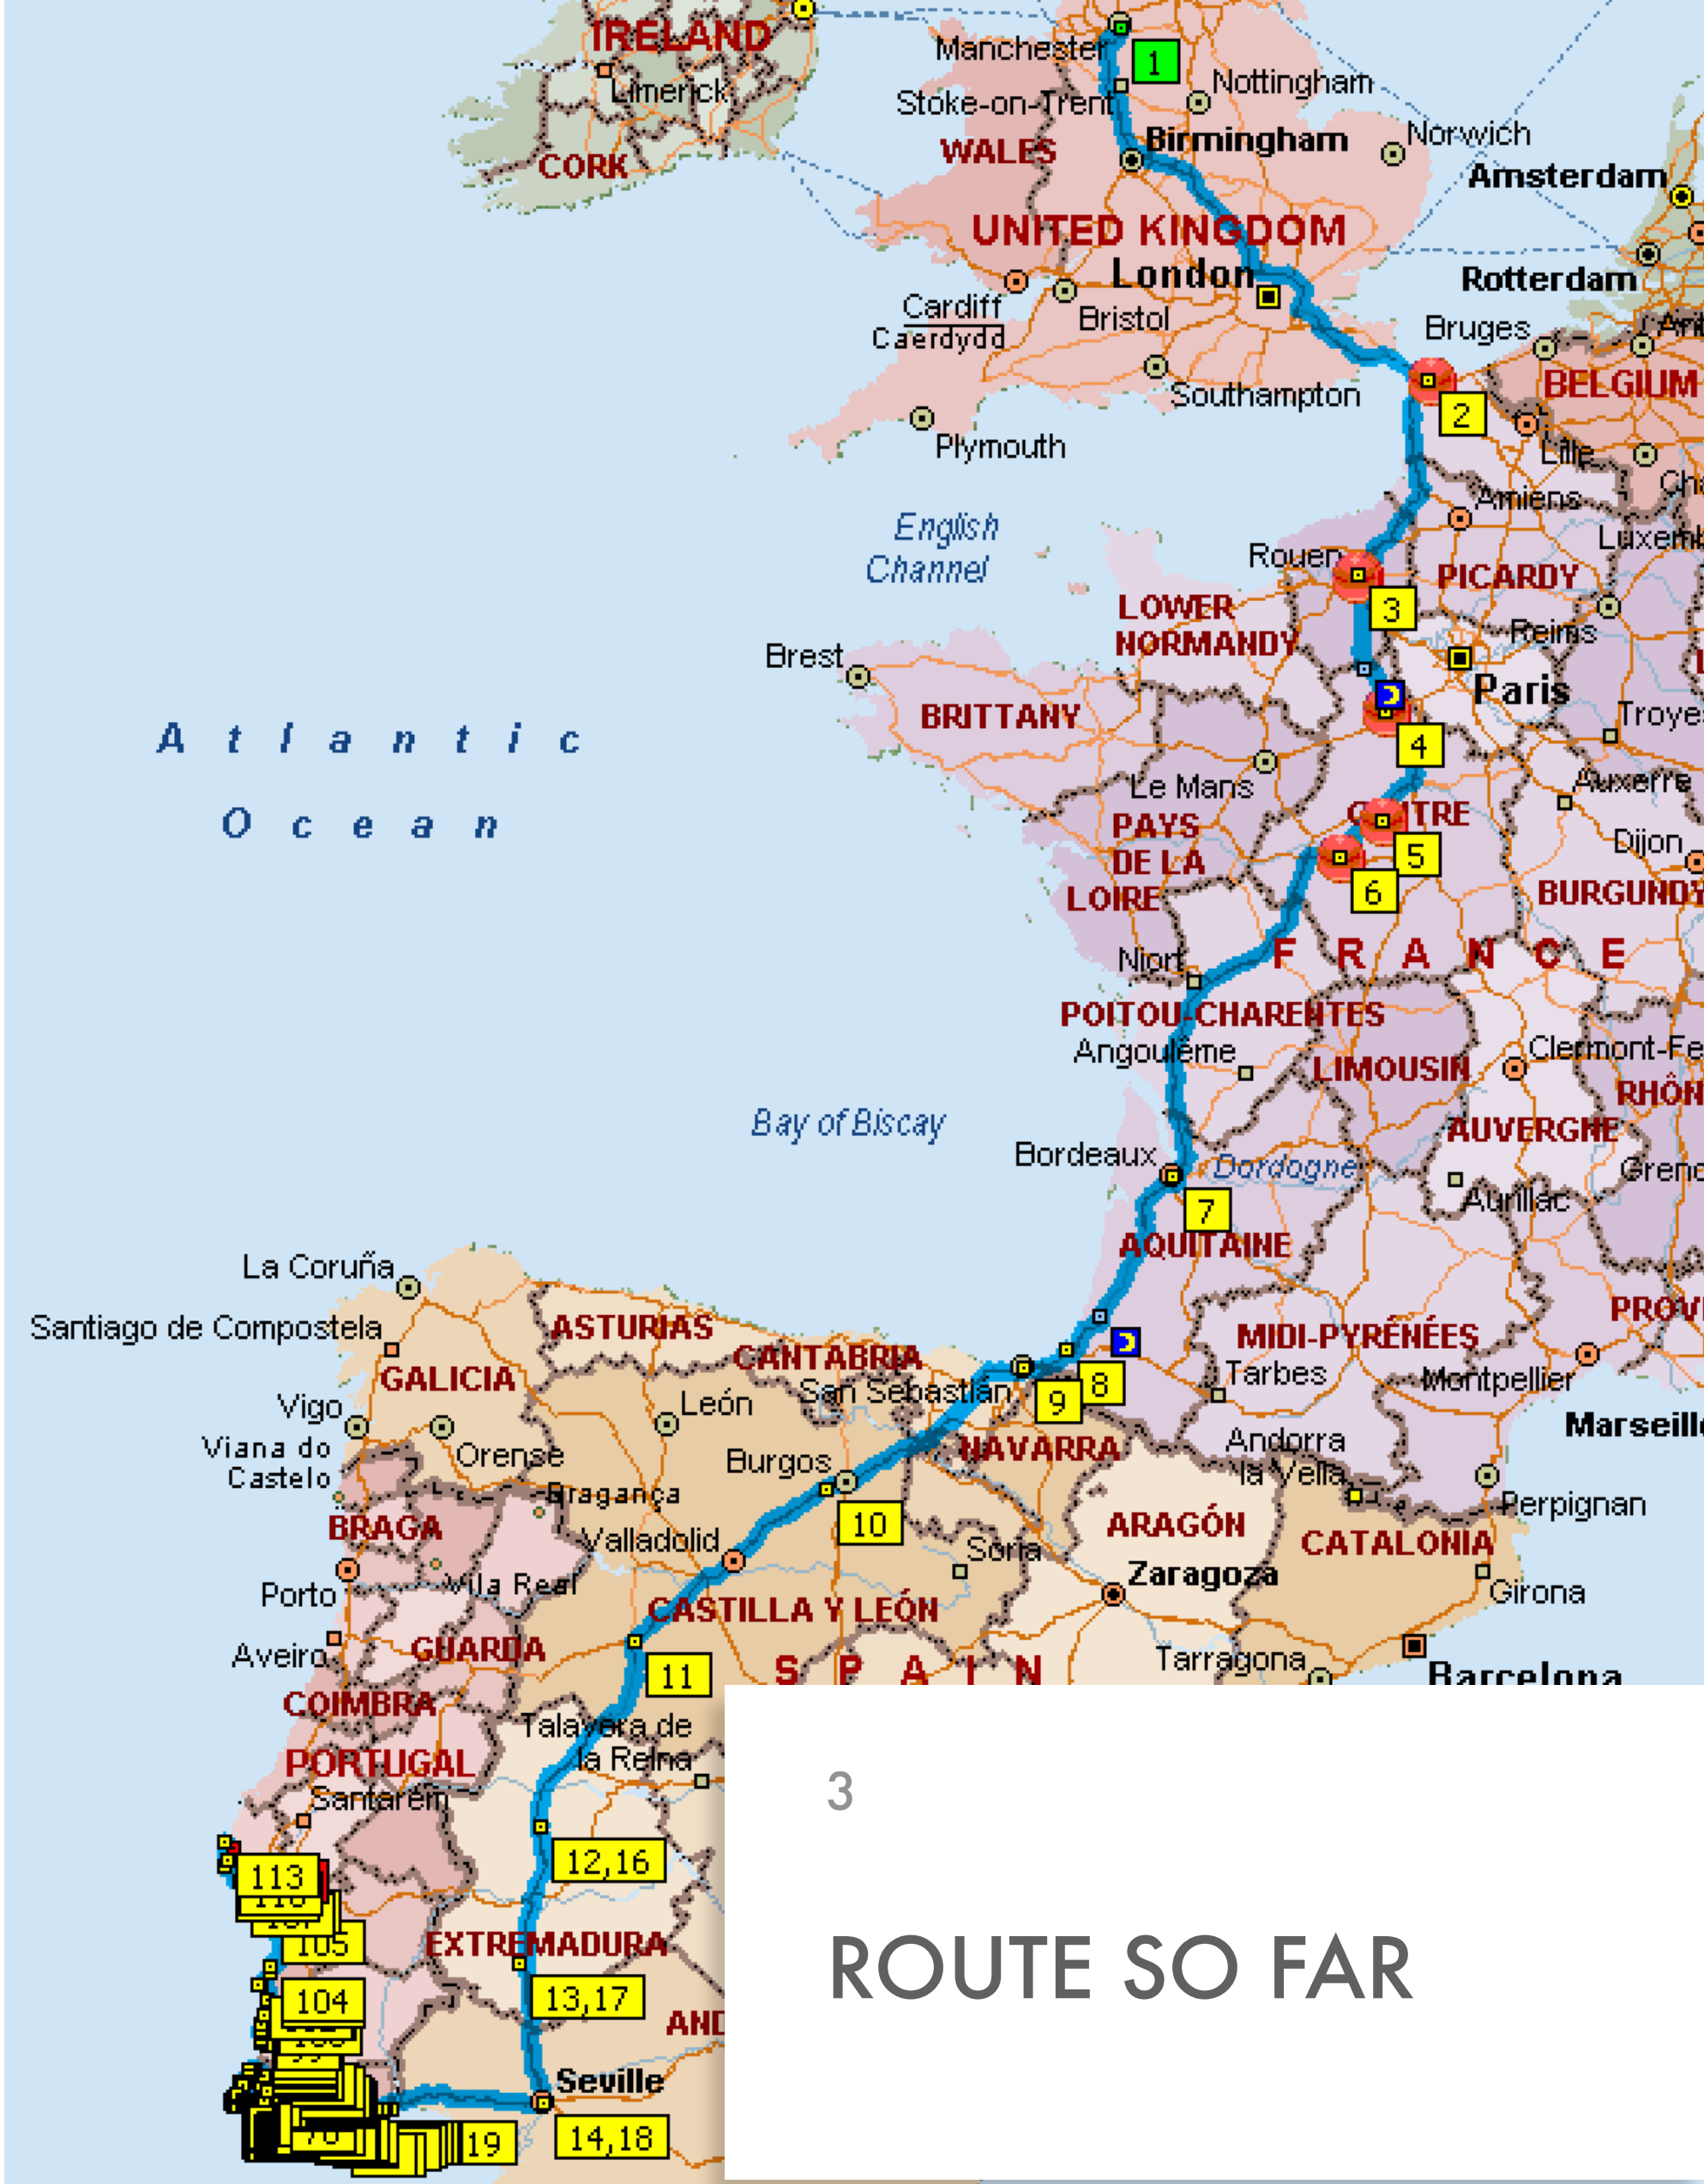 IRELAND
Limerick
CORK
Manchester
1
Nottingham
Stoke-on-Trent
Birmingham
Norwich
WALES
Amsterdam
UNITED KINGDOM
London
Rotterdam
Cardiff
Caerdydd
Bristol
Bruges
Southampton
BELGIUM
2
Plymouth
Lille
Amiens
English
Channel
Rouen
PICARDY
LOWER
NORMANDY
3
Reims
Brest
Paris
BRITTANY
4
Atlantic
Ocean
Le Mans
Auxerre
PAYS
DE LA
LOIRE
5
Dijon
6
BURGUNDY
FRANCE
Niort
POITOU-CHARENTES
Angoulême
LIMOUSIN
AUVERGNE
Bay of Biscay
Bordeaux
Dordogne
Aurillac
7
AQUITAINE
La Coruña
Santiago de Compostela
ASTURIAS
CANTABRIA
MIDI-PYRÉNÉES
GALICIA
San Sebastián
8
9
Tarbes
Montpellier
Vigo
León
Viana do
Castelo
Orense
Burgos
NAVARRA
Andorra
la Vella
Bragança
10
Perpignan
BRAGA
ARAGÓN
CATALONIA
Valladolid
Soria
Zaragoza
Porto
Vila Real
Girona
CASTILLA Y LEÓN
Aveiro
GUARDA
SPAIN
Tarragona
11
Barcelona
COIMBRA
Talavera de
la Reina
PORTUGAL
Santarém
3
12,16
113
105
EXTREMADURA
ROUTE SO FAR
104
13,17
Seville
19
14,18